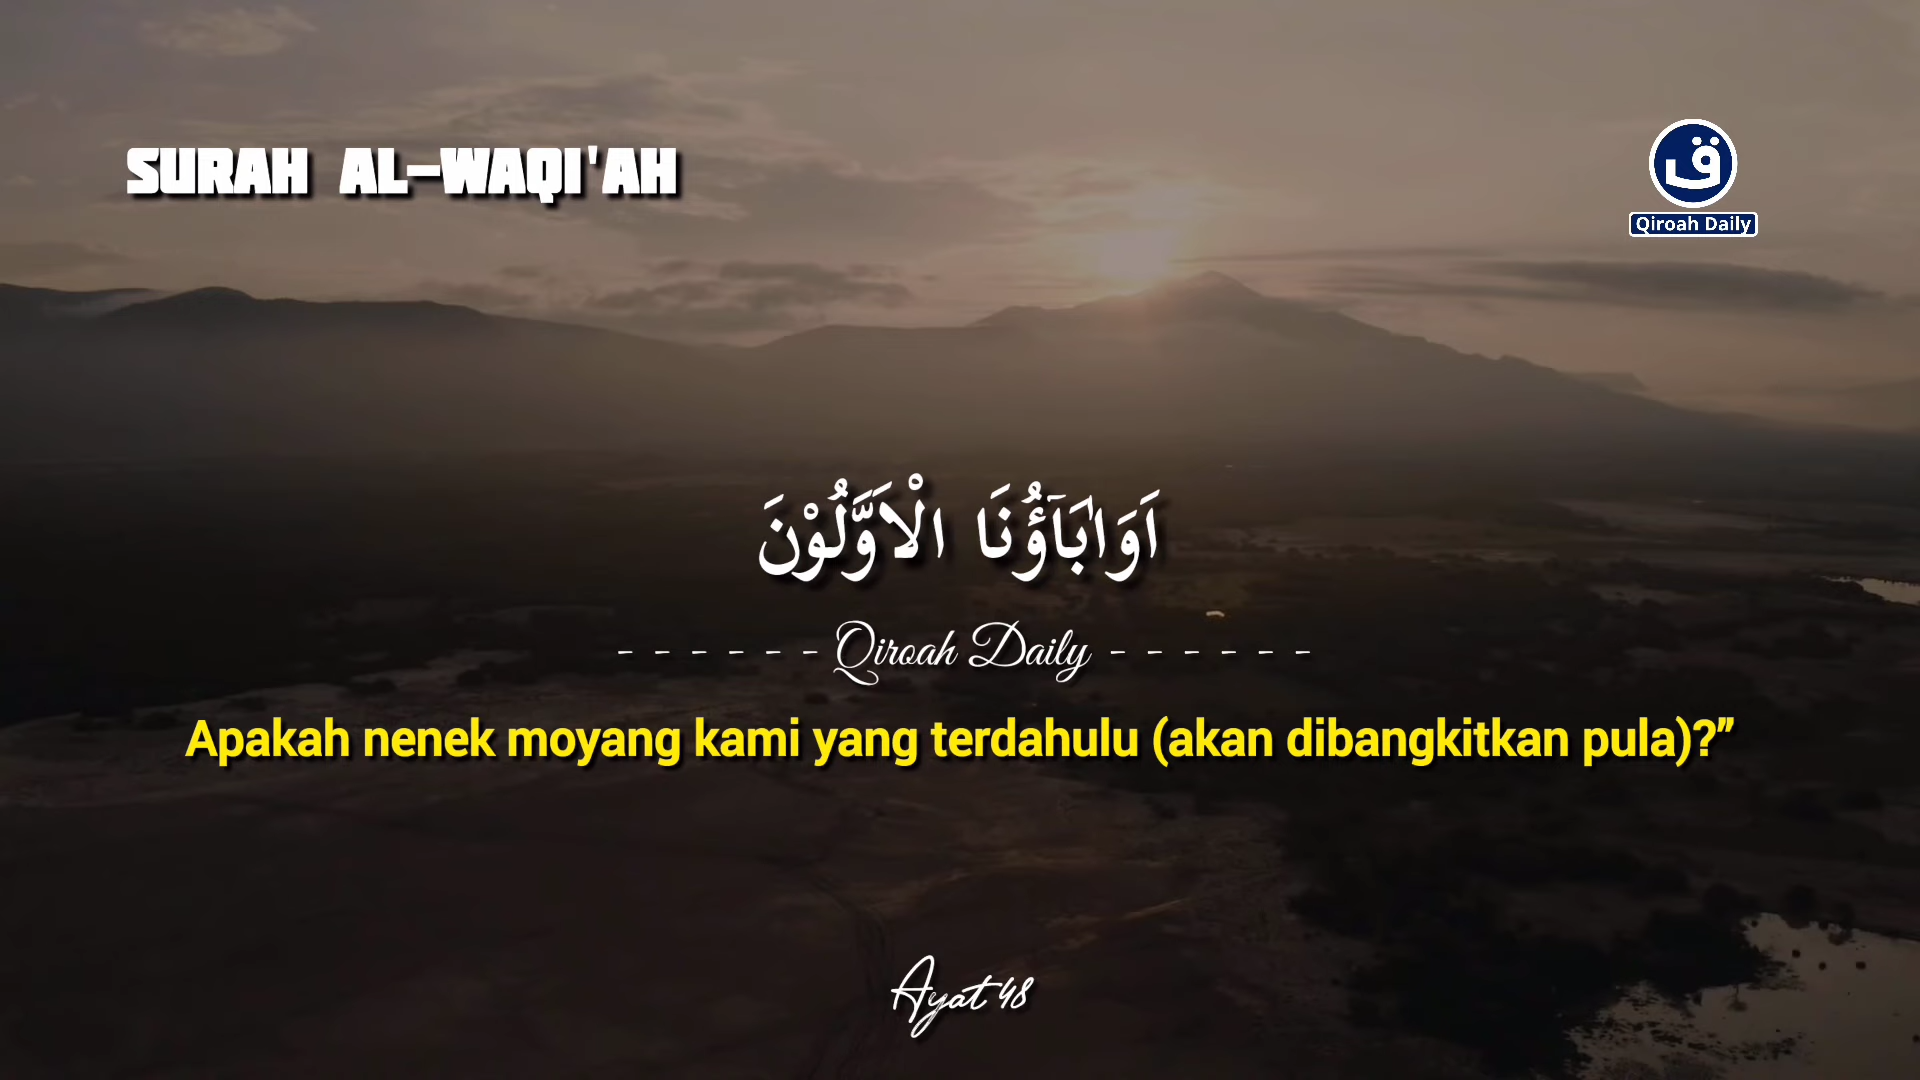 SURAH AL-WAQI'AH
ق
Qiroah Daily
اَوَاٰبَاۤؤُنَا الْاَوَّلُوْنَ
- - - - - - Qiroah Daily - - - - - -
Apakah nenek moyang kami yang terdahulu (akan dibangkitkan pula)?”
Ayat 48